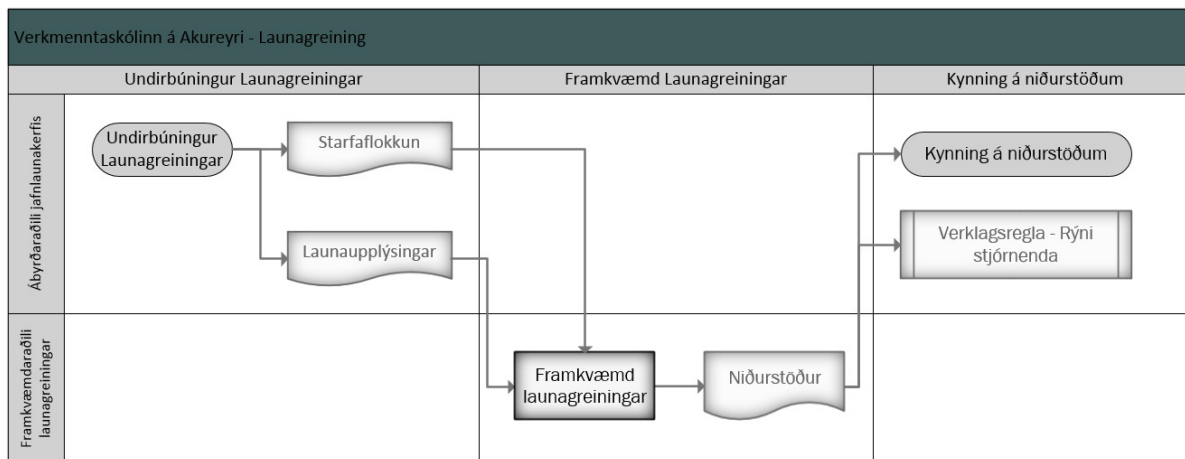 Verkmenntaskólinn á Akureyri - Launagreining
Undirbúningur Launagreiningar
Framkvæmd Launagreiningar
Kynning á niðurstöðum
Ábyrðaraðili jafnlaunakerfis
Undirbúningur
Launagreiningar
Starfaflokkun
Launaupplýsingar
Kynning á niðurstöðum
Verklagsregla - Rýni
stjórnenda
Framkvæmdaraðili
launagreiningar
Framkvæmd
launagreiningar
Niðurstöður